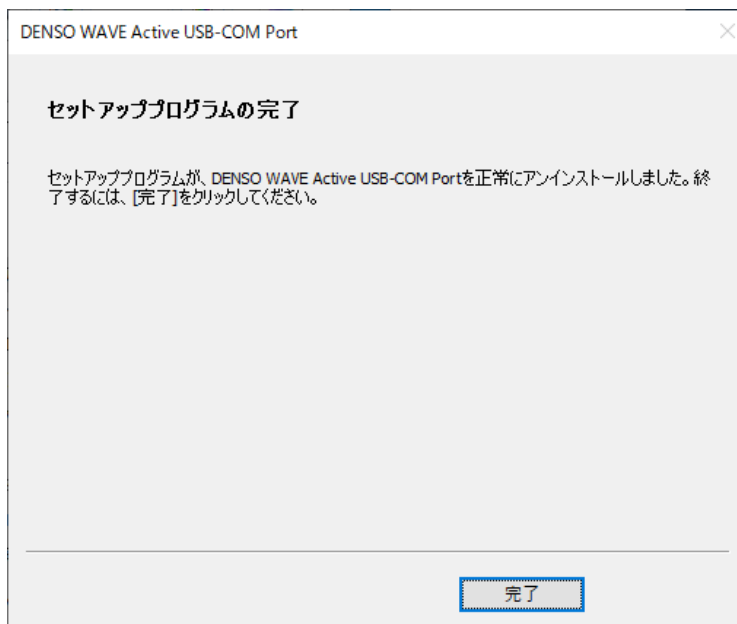 DENSO WAVE Active USB-COM Port
セットアッププログラムの完了
セットアッププログラムが、DENSO WAVE Active USB-COM Portを正常にアンインストールしました。終
了するには、[完了]をクリックしてください。
完了